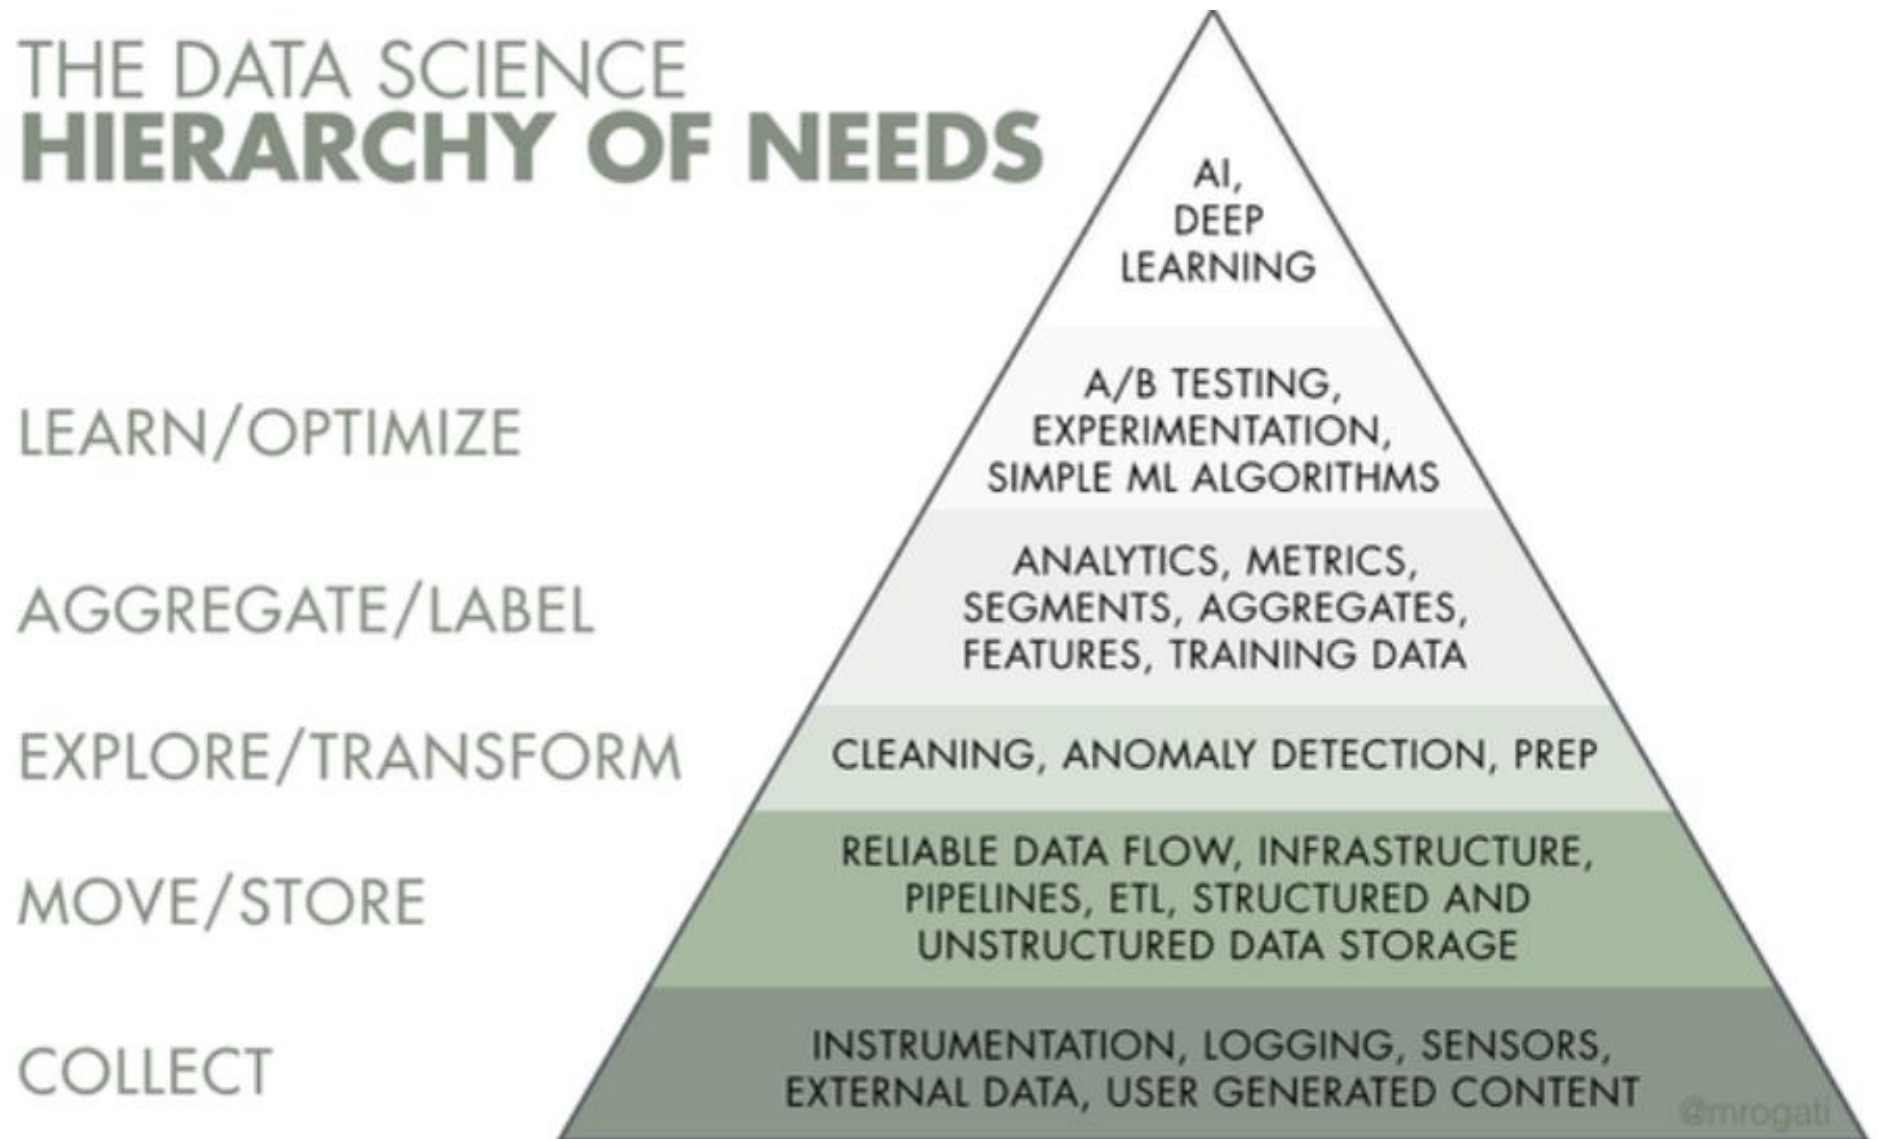 THE DATA SCIENCE
HIERARCHY OF NEEDS
AI,
DEEP
LEARNING
LEARN/OPTIMIZE
A/B TESTING,
EXPERIMENTATION,
SIMPLE ML ALGORITHMS
AGGREGATE/LABEL
ANALYTICS, METRICS,
SEGMENTS, AGGREGATES,
FEATURES, TRAINING DATA
EXPLORE/TRANSFORM
CLEANING, ANOMALY DETECTION, PREP
MOVE/STORE
RELIABLE DATA FLOW, INFRASTRUCTURE,
PIPELINES, ETL, STRUCTURED AND
UNSTRUCTURED DATA STORAGE
COLLECT
INSTRUMENTATION, LOGGING, SENSORS,
EXTERNAL DATA, USER GENERATED CONTENT
@mrogati